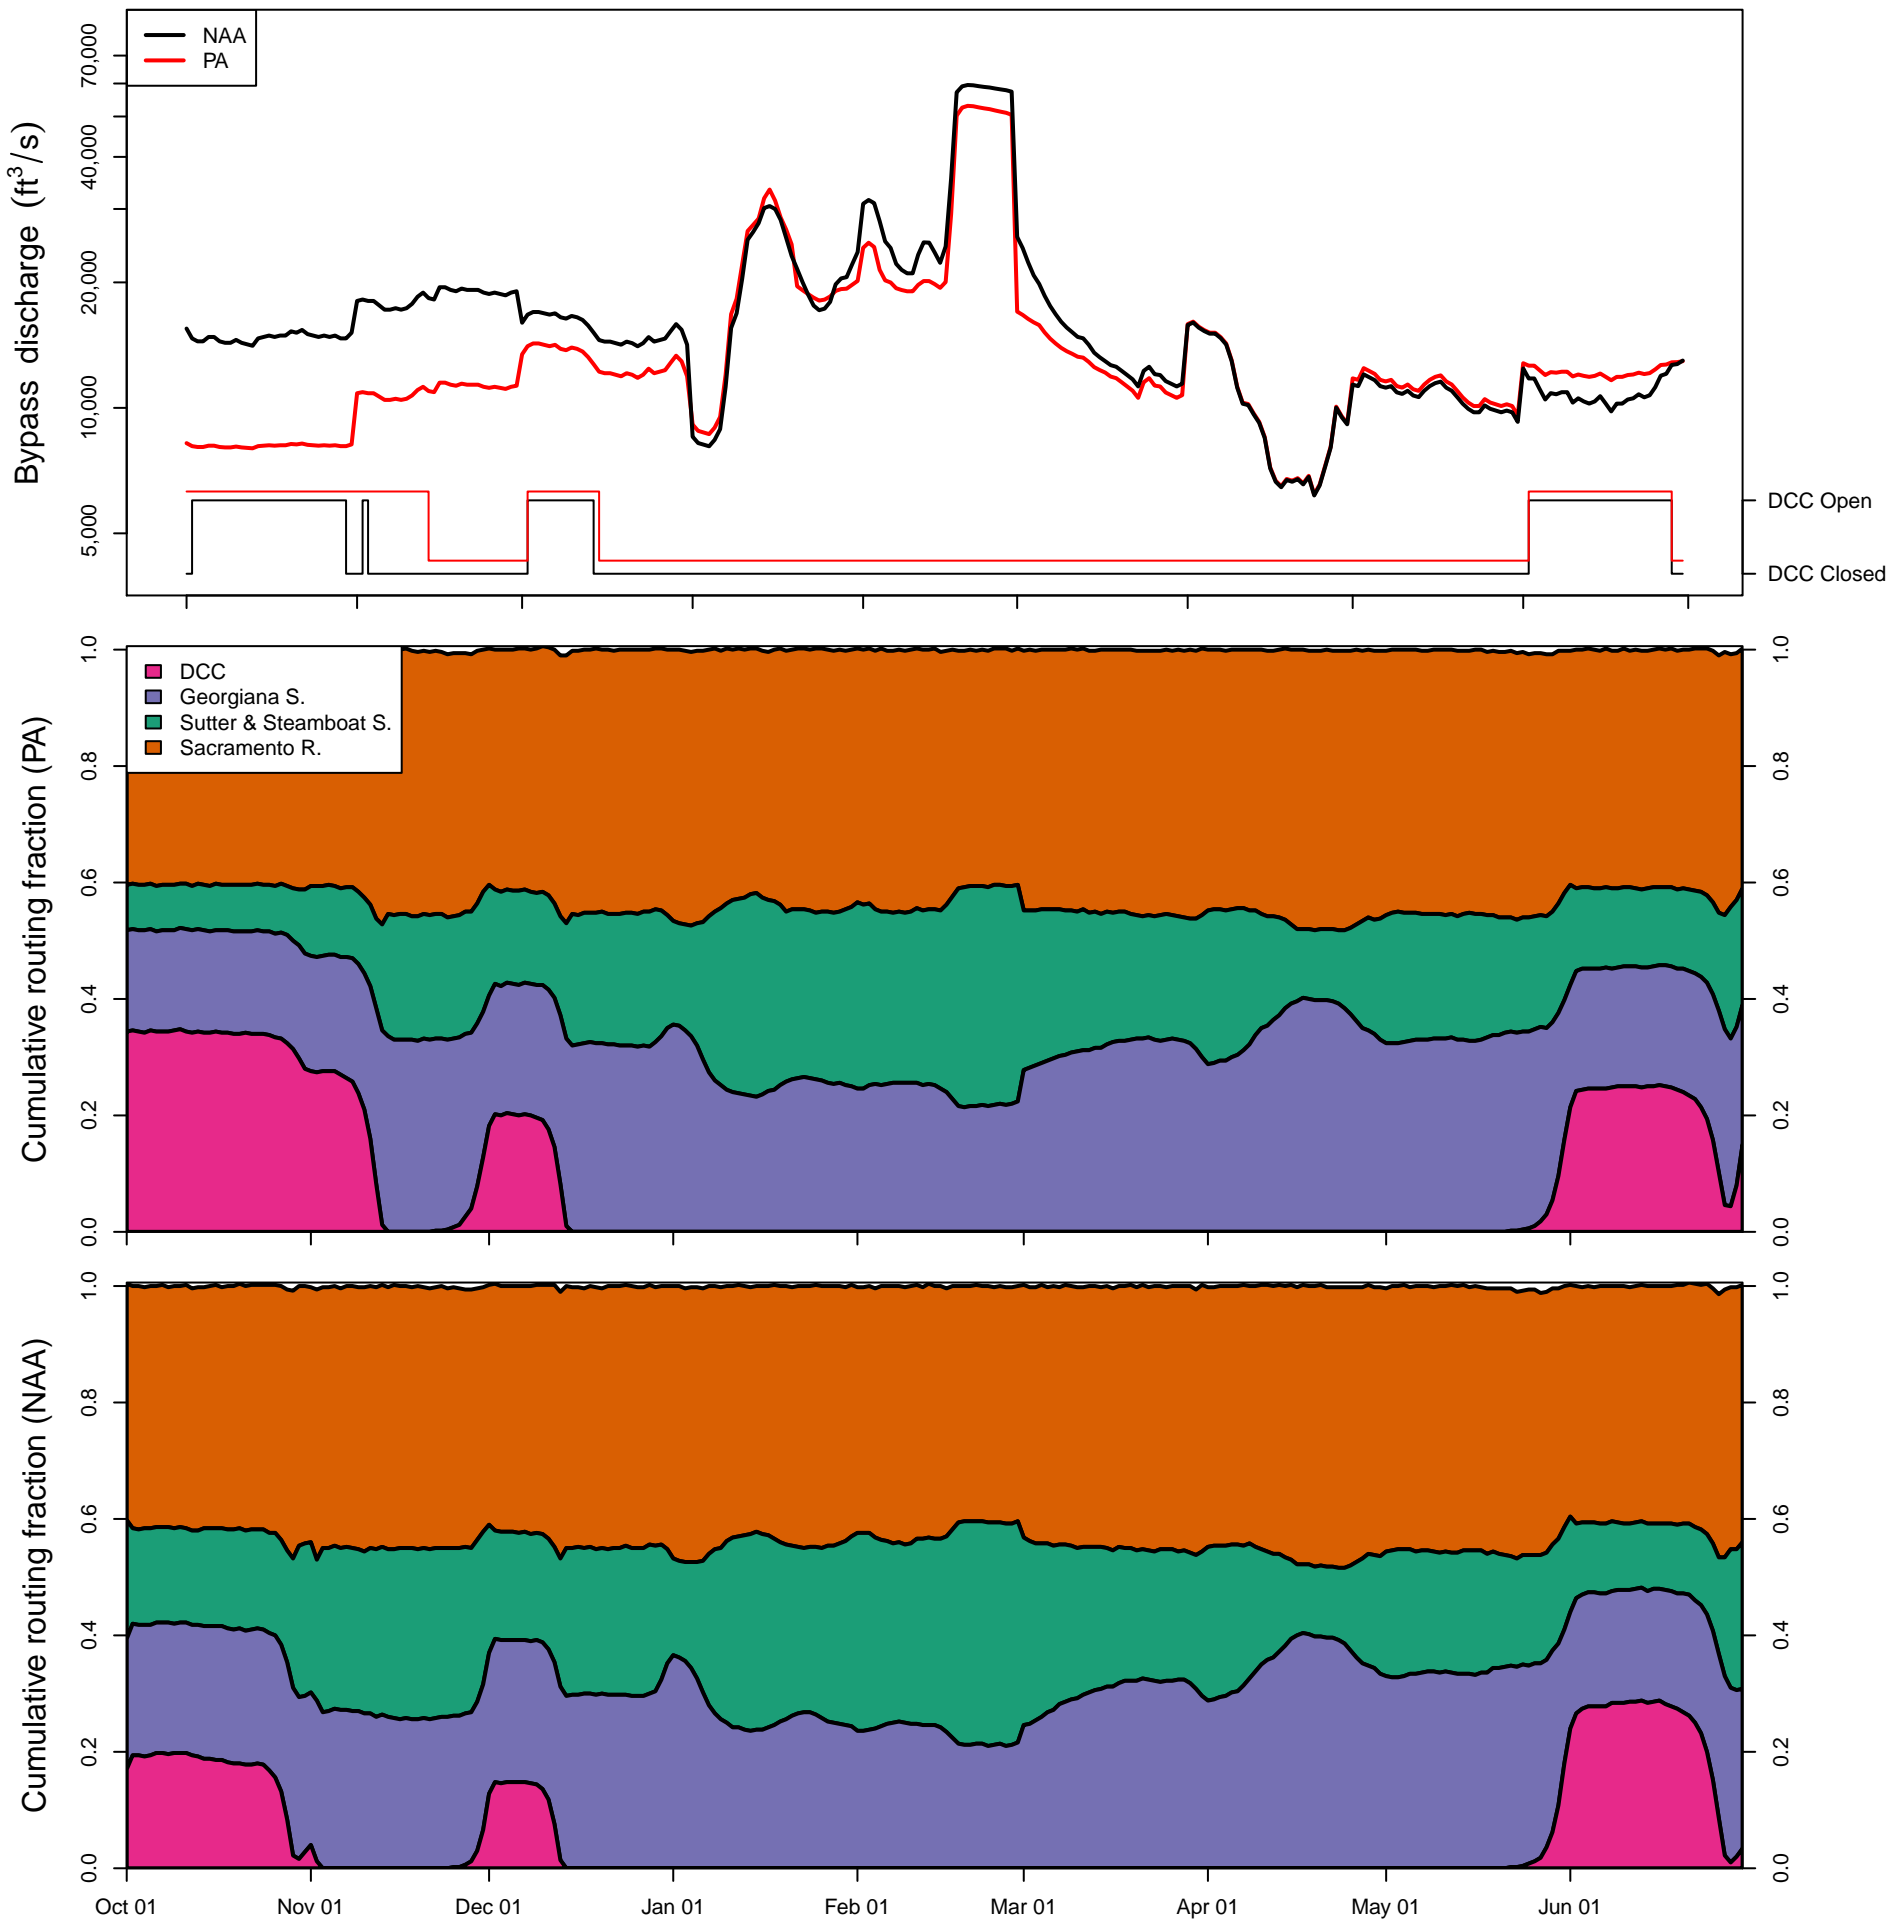 NAA
PA
Bypass discharge (ft³/s)
70,000
40,000
20,000
10,000
5,000
DCC Open
DCC Closed
DCC
Georgiana S.
Sutter & Steamboat S.
Sacramento R.
Cumulative routing fraction (PA)
1.0
0.8
0.6
0.4
0.2
0.0
1.0
0.8
0.6
0.4
0.2
0.0
Cumulative routing fraction (NAA)
1.0
0.8
0.6
0.4
0.2
0.0
1.0
0.8
0.6
0.4
0.2
0.0
Oct 01
Nov 01
Dec 01
Jan 01
Feb 01
Mar 01
Apr 01
May 01
Jun 01